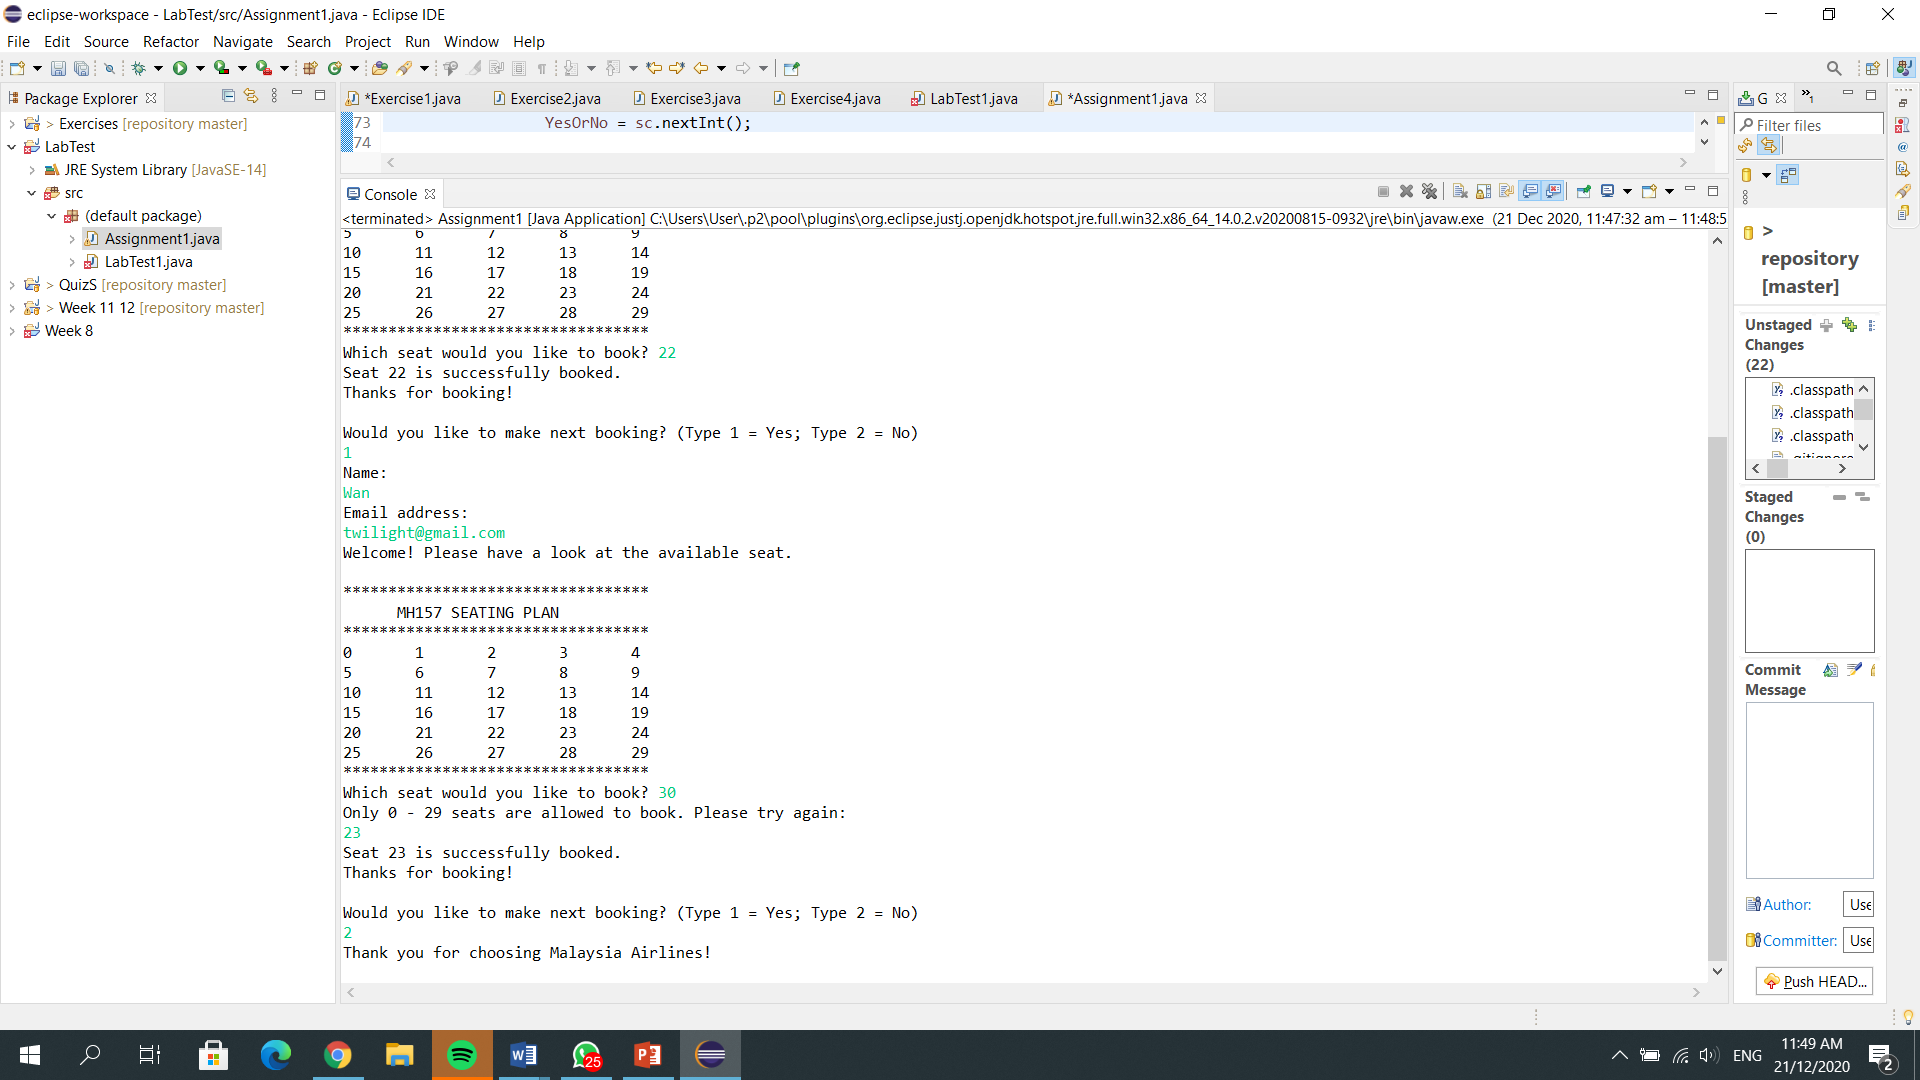 eclipse-workspace - LabTest/src/Assignment1.java - Eclipse IDE
File Edit Source Refactor Navigate Search Project Run Window Help
Package Explorer
> Exercises [repository master]
LabTest
JRE System Library [JavaSE-14]
src
(default package)
Assignment1.java
LabTest1.java
> QuizS [repository master]
> Week 11 12 [repository master]
Week 8
*Exercise1.java Exercise2.java Exercise3.java Exercise4.java LabTest1.java *Assignment1.java
73 YesOrNo = sc.nextInt();
74
Console
<terminated> Assignment1 [Java Application] C:\Users\User\.p2\pool\plugins\org.eclipse.justj.openjdk.hotspot.jre.full.win32.x86_64_14.0.2.v20200815-0932\jre\bin\javaw.exe (21 Dec 2020, 11:47:32 am – 11:48:5
5 6 7 8 9
10 11 12 13 14
15 16 17 18 19
20 21 22 23 24
25 26 27 28 29
**********************************
Which seat would you like to book? 22
Seat 22 is successfully booked.
Thanks for booking!
Would you like to make next booking? (Type 1 = Yes; Type 2 = No)
1
Name:
Wan
Email address:
twilight@gmail.com
Welcome! Please have a look at the available seat.
**********************************
MH157 SEATING PLAN
**********************************
0 1 2 3 4
5 6 7 8 9
10 11 12 13 14
15 16 17 18 19
20 21 22 23 24
25 26 27 28 29
**********************************
Which seat would you like to book? 30
Only 0 - 29 seats are allowed to book. Please try again:
23
Seat 23 is successfully booked.
Thanks for booking!
Would you like to make next booking? (Type 1 = Yes; Type 2 = No)
2
Thank you for choosing Malaysia Airlines!
G
1
Filter files
>
repository
[master]
Unstaged
Changes
(22)
.classpath
.classpath
.classpath
.gitignore
Staged
Changes
(0)
Commit
Message
Author: Use
Committer: Use
Push HEAD...
25
ENG
11:49 AM
21/12/2020
2